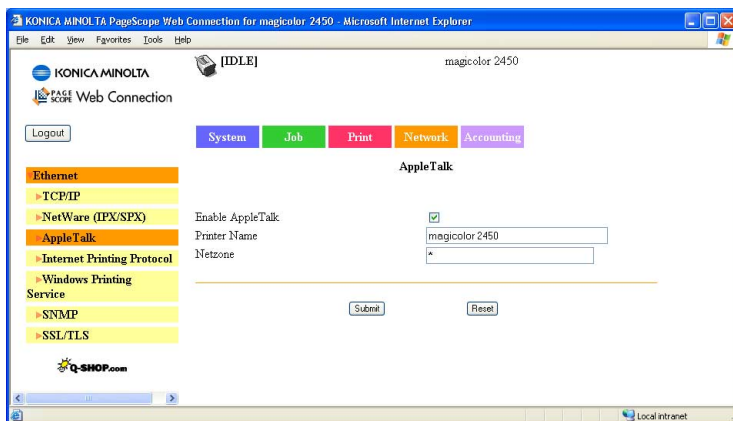 KONICA MINOLTA PageScope Web Connection for magicolor 2450 - Microsoft Internet Explorer
File Edit View Favorites Tools Help
KONICA MINOLTA
PAGE SCOPE Web Connection
[IDLE]
magicolor 2450
Logout
System Job Print Network Accounting
AppleTalk
Ethernet
TCP/IP
NetWare (IPX/SPX)
AppleTalk
Internet Printing Protocol
Windows Printing
Service
SNMP
SSL/TLS
Q-SHOP.com
Enable AppleTalk
Printer Name magicolor 2450
Netzone *
Submit Reset
Local intranet